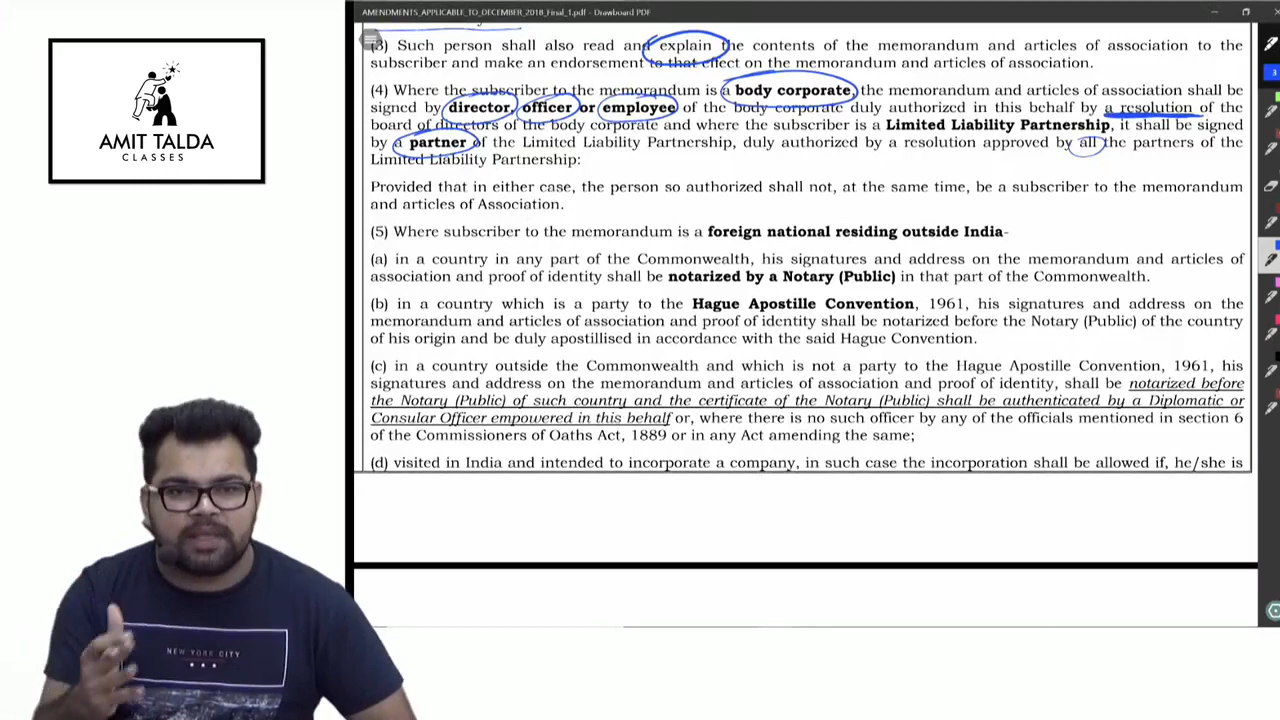 AMENDMENTS_APPLICABLE_TO_DECEMBER_2018_Final_1.pdf - Drawboard PDF
(3) Such person shall also read and explain the contents of the memorandum and articles of association to the
subscriber and make an endorsement to that effect on the memorandum and articles of association.
(4) Where the subscriber to the memorandum is a body corporate, the memorandum and articles of association shall be
signed by director, officer or employee of the body corporate duly authorized in this behalf by a resolution of the
board of directors of the body corporate and where the subscriber is a Limited Liability Partnership, it shall be signed
by a partner of the Limited Liability Partnership, duly authorized by a resolution approved by all the partners of the
Limited Liability Partnership:
Provided that in either case, the person so authorized shall not, at the same time, be a subscriber to the memorandum
and articles of Association.
(5) Where subscriber to the memorandum is a foreign national residing outside India-
(a) in a country in any part of the Commonwealth, his signatures and address on the memorandum and articles of
association and proof of identity shall be notarized by a Notary (Public) in that part of the Commonwealth.
(b) in a country which is a party to the Hague Apostille Convention, 1961, his signatures and address on the
memorandum and articles of association and proof of identity shall be notarized before the Notary (Public) of the country
of his origin and be duly apostillised in accordance with the said Hague Convention.
(c) in a country outside the Commonwealth and which is not a party to the Hague Apostille Convention, 1961, his
signatures and address on the memorandum and articles of association and proof of identity, shall be notarized before
the Notary (Public) of such country and the certificate of the Notary (Public) shall be authenticated by a Diplomatic or
Consular Officer empowered in this behalf or, where there is no such officer by any of the officials mentioned in section 6
of the Commissioners of Oaths Act, 1889 or in any Act amending the same;
(d) visited in India and intended to incorporate a company, in such case the incorporation shall be allowed if, he/she is
AMIT TALDA
CLASSES
NEW YORK CITY
3